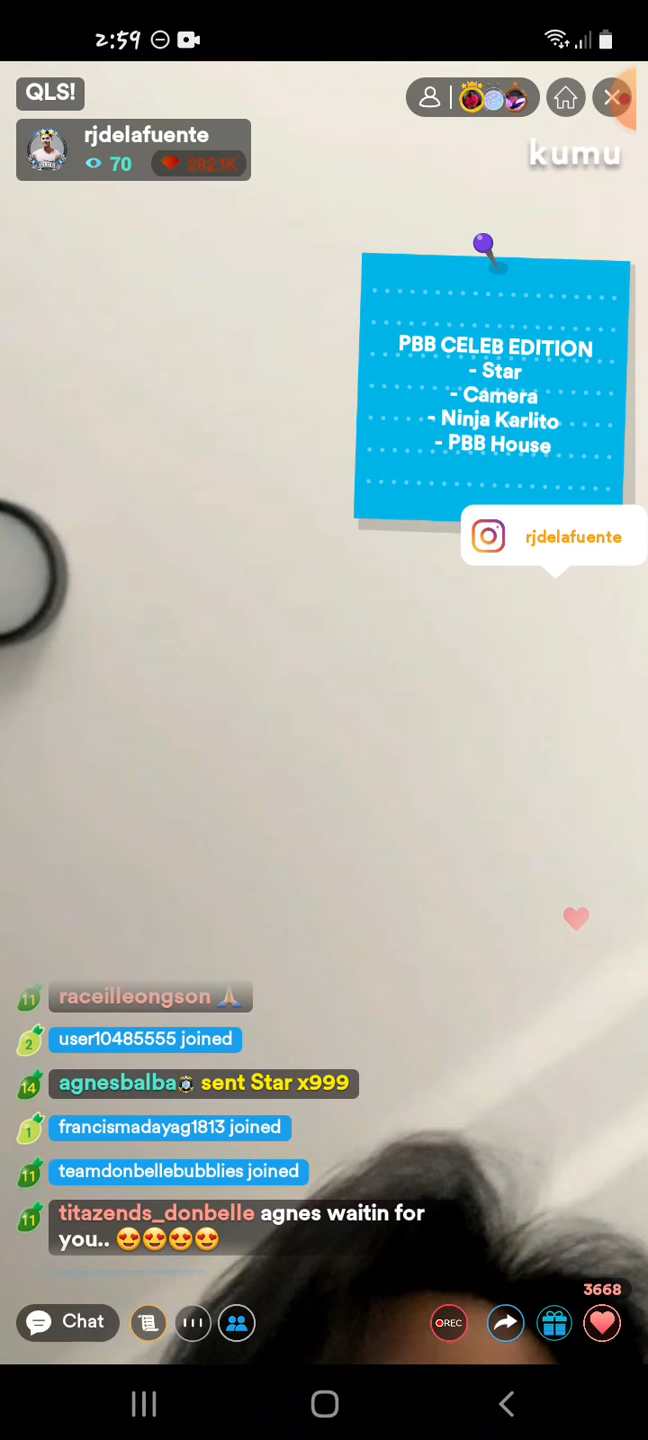 2:59
QLS!
rjdelafuente
70 282.1K
kumu
PBB CELEB EDITION
- Star
- Camera
- Ninja Karlito
- PBB House
rjdelafuente
11 raceilleongson 🙏
2 user10485555 joined
14 agnesbalba sent Star x999
1 francismadayag1813 joined
11 teamdonbellebubblies joined
11 titazends_donbelle agnes waitin for
you.. 😍😍😍😍
3668
Chat
REC